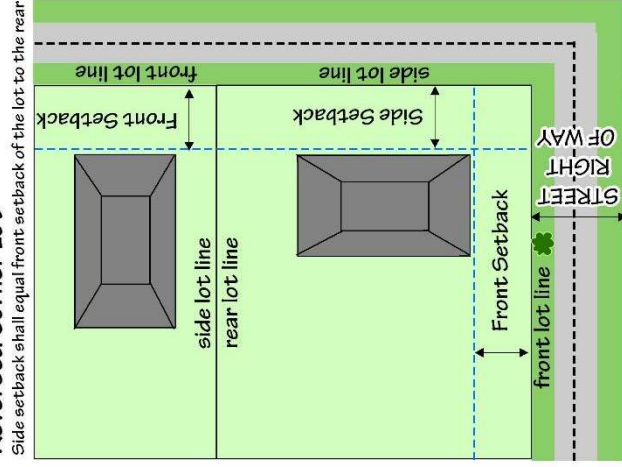 Side setback shall equal front setback of the lot to the rear
front lot line
side lot line
Front Setback
Side Setback
side lot line
rear lot line
Front Setback
front lot line
STREET
RIGHT
OF WAY